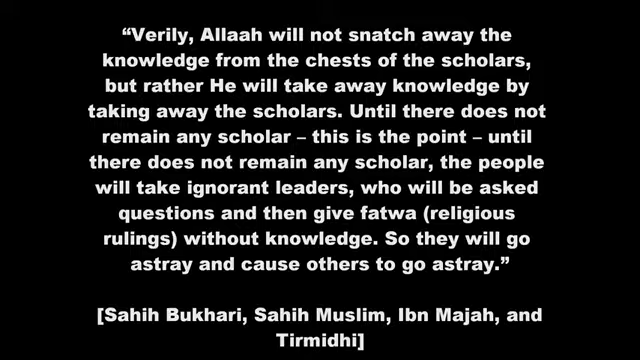 “Verily, Allaah will not snatch away the
knowledge from the chests of the scholars,
but rather He will take away knowledge by
taking away the scholars. Until there does not
remain any scholar – this is the point – until
there does not remain any scholar, the people
will take ignorant leaders, who will be asked
questions and then give fatwa (religious
rulings) without knowledge. So they will go
astray and cause others to go astray.”
[Sahih Bukhari, Sahih Muslim, Ibn Majah, and
Tirmidhi]